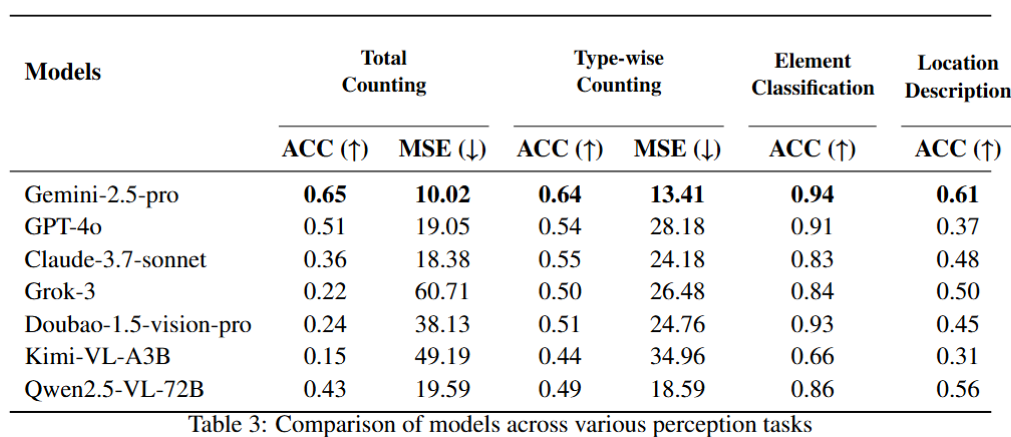 Models Total Counting Type-wise Counting Element Classification Location Description
ACC (↑) MSE (↓) ACC (↑) MSE (↓) ACC (↑) ACC (↑)
Gemini-2.5-pro 0.65 10.02 0.64 13.41 0.94 0.61
GPT-4o 0.51 19.05 0.54 28.18 0.91 0.37
Claude-3.7-sonnet 0.36 18.38 0.55 24.18 0.83 0.48
Grok-3 0.22 60.71 0.50 26.48 0.84 0.50
Doubao-1.5-vision-pro 0.24 38.13 0.51 24.76 0.93 0.45
Kimi-VL-A3B 0.15 49.19 0.44 34.96 0.66 0.31
Qwen2.5-VL-72B 0.43 19.59 0.49 18.59 0.86 0.56
Table 3: Comparison of models across various perception tasks